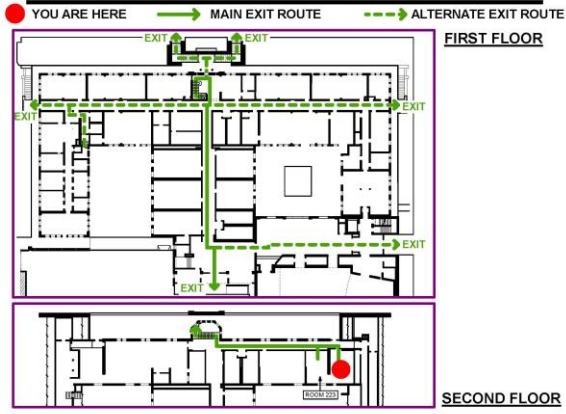 YOU ARE HERE MAIN EXIT ROUTE ALTERNATE EXIT ROUTE
EXIT EXIT FIRST FLOOR
EXIT EXIT
EXIT
EXIT
ROOM 223
SECOND FLOOR